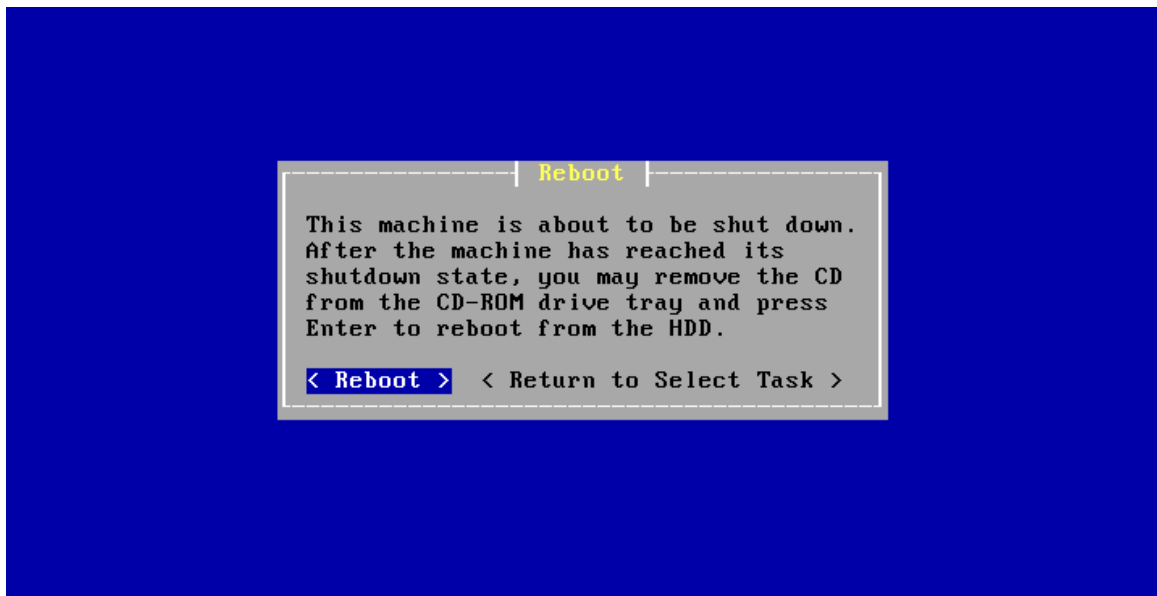 Reboot
This machine is about to be shut down.
After the machine has reached its
shutdown state, you may remove the CD
from the CD-ROM drive tray and press
Enter to reboot from the HDD.
< Reboot > < Return to Select Task >